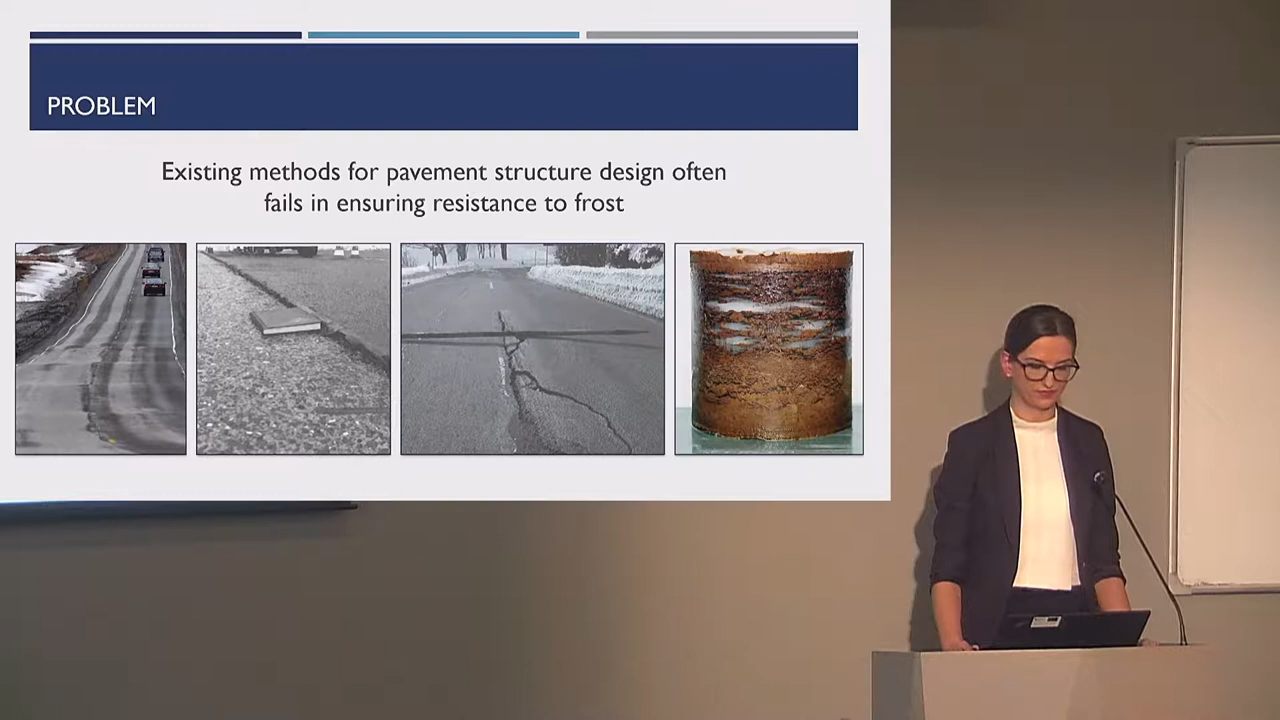 PROBLEM
Existing methods for pavement structure design often
fails in ensuring resistance to frost